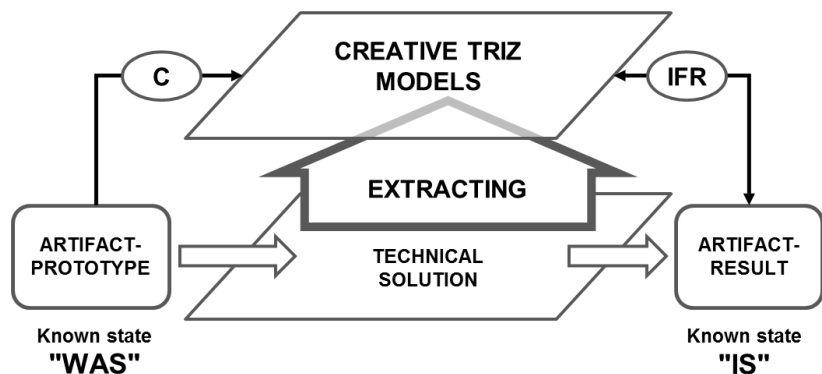 CREATIVE TRIZ
MODELS
C
IFR
EXTRACTING
ARTIFACT-
PROTOTYPE
TECHNICAL
SOLUTION
ARTIFACT-
RESULT
Known state
"WAS"
Known state
"IS"